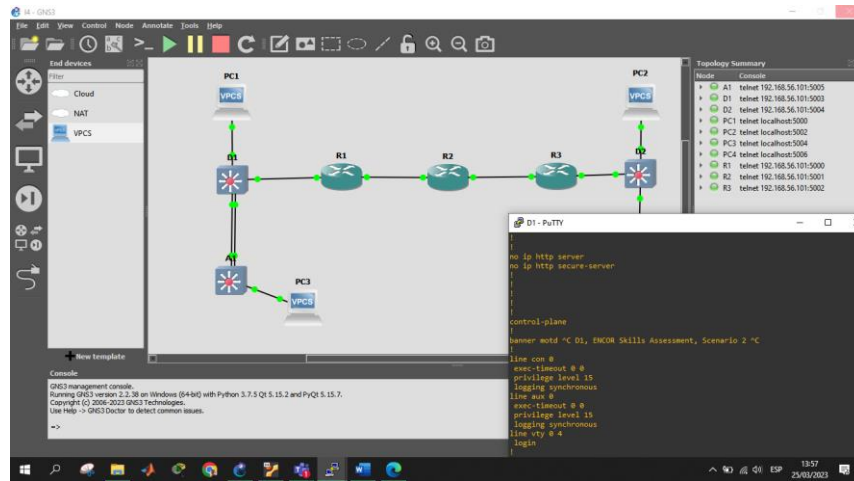 I4 - GNS3
File Edit View Control Node Annotate Tools Help
End devices
Filter
Cloud
NAT
VPCS
New template
PC1
VPCS
PC2
VPCS
D1
R1
R2
R3
D2
PC3
VPCS
Topology Summary
Node Console
A1 telnet 192.168.56.101:5005
D1 telnet 192.168.56.101:5003
D2 telnet 192.168.56.101:5004
PC1 telnet localhost:5000
PC2 telnet localhost:5002
PC3 telnet localhost:5004
PC4 telnet localhost:5006
R1 telnet 192.168.56.101:5000
R2 telnet 192.168.56.101:5001
R3 telnet 192.168.56.101:5002
D1 - PuTTY
!
!
no ip http server
no ip http secure-server
!
!
!
!
!
control-plane
!
banner motd ^C D1, ENCOR Skills Assessment, Scenario 2 ^C
!
line con 0
exec-timeout 0 0
privilege level 15
logging synchronous
line aux 0
exec-timeout 0 0
privilege level 15
logging synchronous
line vty 0 4
login
!
Console
GNS3 management console.
Running GNS3 version 2.2.38 on Windows (64-bit) with Python 3.7.5 Qt 5.15.2 and PyQt 5.15.7.
Copyright (c) 2006-2023 GNS3 Technologies.
Use Help -> GNS3 Doctor to detect common issues.
=>
ESP
13:57
25/03/2023